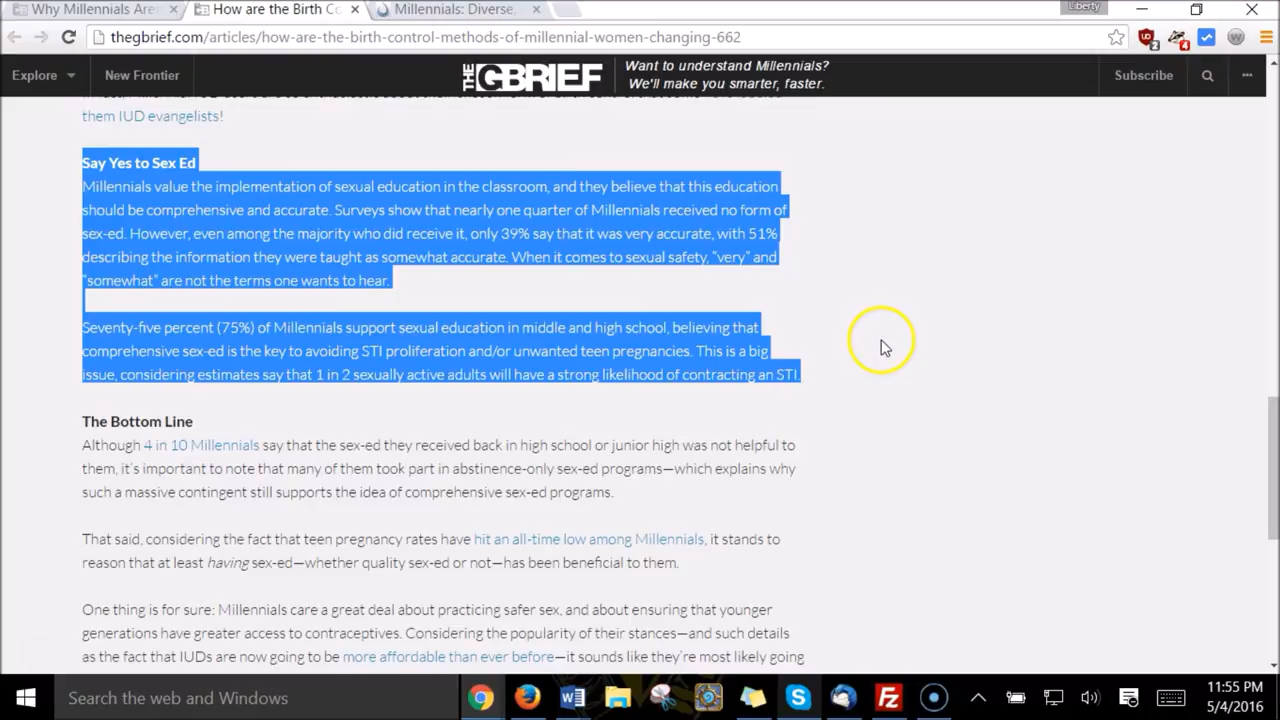 Why Millennials Aren
How are the Birth Co
Millennials: Diverse,
Liberty
thegbrief.com/articles/how-are-the-birth-control-methods-of-millennial-women-changing-662
2
4
Explore
New Frontier
THE GBRIEF
Want to understand Millennials?
We'll make you smarter, faster.
Subscribe
them IUD evangelists!
Say Yes to Sex Ed
Millennials value the implementation of sexual education in the classroom, and they believe that this education
should be comprehensive and accurate. Surveys show that nearly one quarter of Millennials received no form of
sex-ed. However, even among the majority who did receive it, only 39% say that it was very accurate, with 51%
describing the information they were taught as somewhat accurate. When it comes to sexual safety, “very” and
“somewhat” are not the terms one wants to hear.
Seventy-five percent (75%) of Millennials support sexual education in middle and high school, believing that
comprehensive sex-ed is the key to avoiding STI proliferation and/or unwanted teen pregnancies. This is a big
issue, considering estimates say that 1 in 2 sexually active adults will have a strong likelihood of contracting an STI.
The Bottom Line
Although 4 in 10 Millennials say that the sex-ed they received back in high school or junior high was not helpful to
them, it’s important to note that many of them took part in abstinence-only sex-ed programs—which explains why
such a massive contingent still supports the idea of comprehensive sex-ed programs.
That said, considering the fact that teen pregnancy rates have hit an all-time low among Millennials, it stands to
reason that at least having sex-ed—whether quality sex-ed or not—has been beneficial to them.
One thing is for sure: Millennials care a great deal about practicing safer sex, and about ensuring that younger
generations have greater access to contraceptives. Considering the popularity of their stances—and such details
as the fact that IUDs are now going to be more affordable than ever before—it sounds like they’re most likely going
Search the web and Windows
11:55 PM
5/4/2016